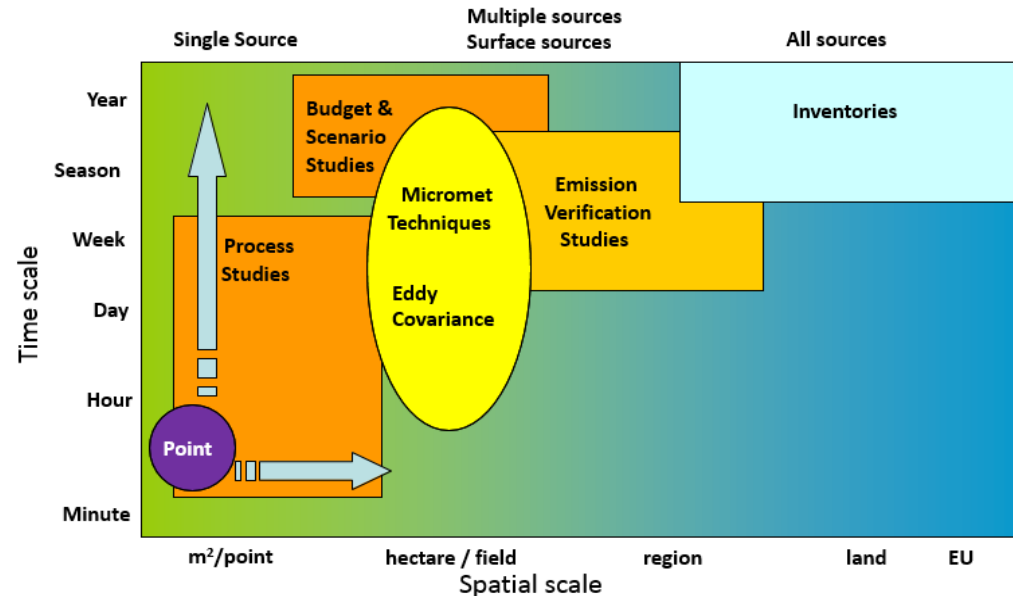 Single Source
Multiple sources
Surface sources
All sources
Time scale
Year
Season
Week
Day
Hour
Minute
Budget &
Scenario
Studies
Inventories
Micromet
Techniques
Eddy
Covariance
Emission
Verification
Studies
Process
Studies
Point
m²/point
hectare / field
region
land
EU
Spatial scale